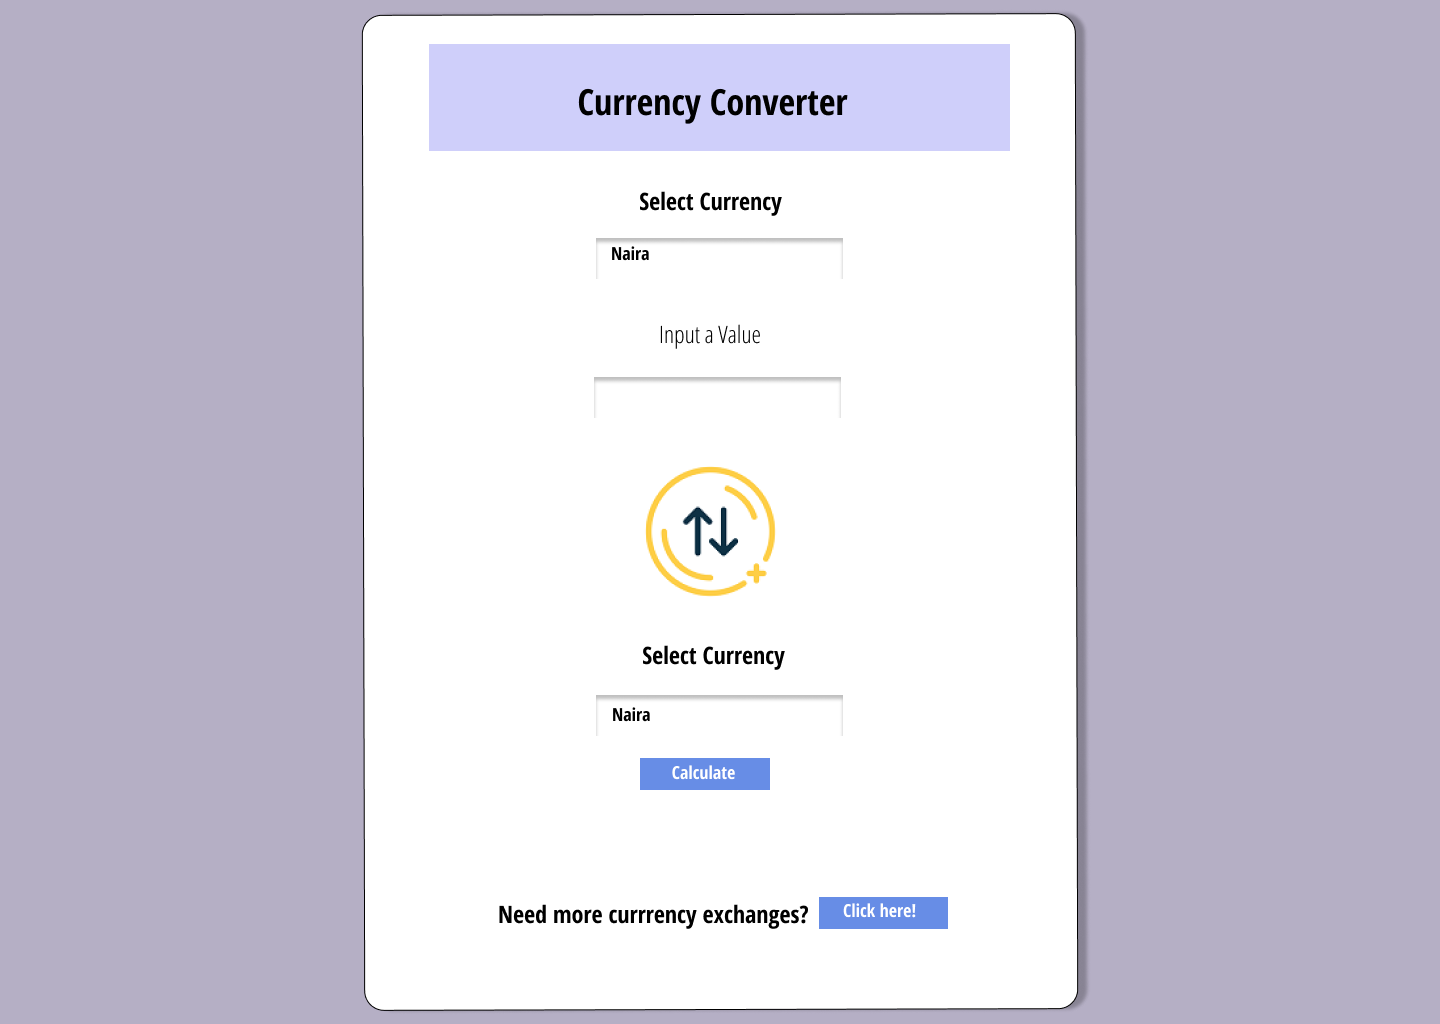 Currency Converter
Select Currency
Naira
Input a Value
Select Currency
Naira
Calculate
Need more currrency exchanges? Click here!